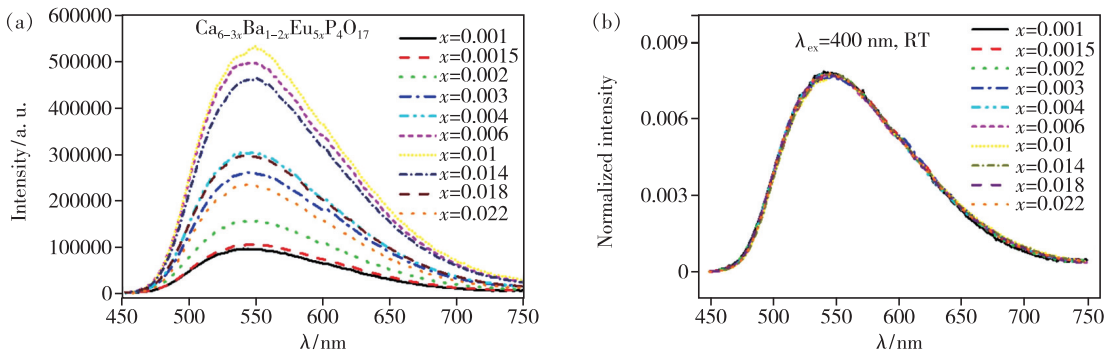 (a)
600000
500000
400000
300000
200000
100000
0
Intensity/a. u.
Ca₆₋₃ₓBa₁₋₂ₓEu₅ₓP₄O₁₇
x=0.001
x=0.0015
x=0.002
x=0.003
x=0.004
x=0.006
x=0.01
x=0.014
x=0.018
x=0.022
450 500 550 600 650 700 750
λ/nm
(b)
0.009
0.006
0.003
0
Normalized intensity
λex=400 nm, RT
x=0.001
x=0.0015
x=0.002
x=0.003
x=0.004
x=0.006
x=0.01
x=0.014
x=0.018
x=0.022
450 500 550 600 650 700 750
λ/nm